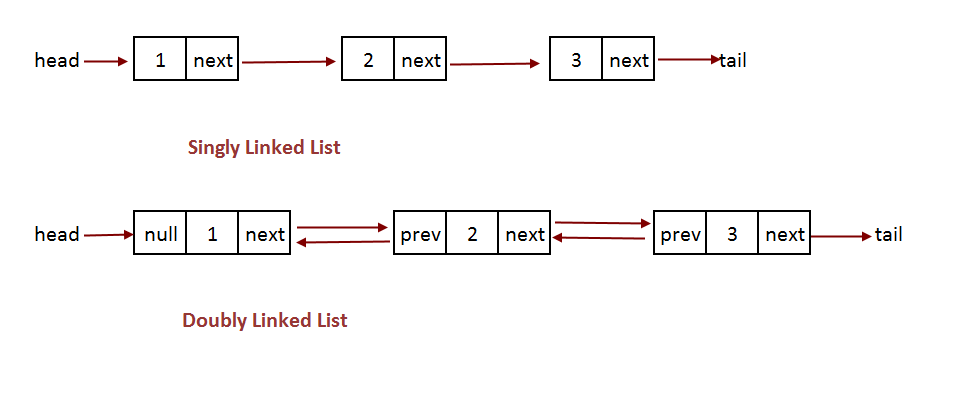 head 1 next 2 next 3 next tail
Singly Linked List
head null 1 next prev 2 next prev 3 next tail
Doubly Linked List